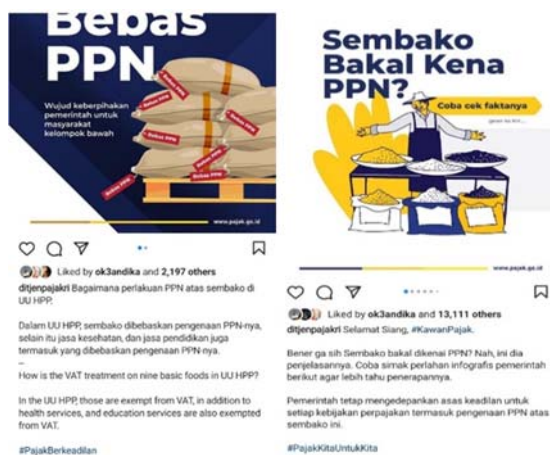 Bebas
PPN
Wujud keberpihakan
pemerintah untuk
masyarakat
kelompok bawah
Bebas PPN
Bebas PPN
Bebas PPN
Bebas PPN
Bebas PPN
www.pajak.go.id
Liked by ok3andika and 2,197 others
ditjenpajakri Bagaimana perlakuan PPN atas sembako di
UU HPP.
Dalam UU HPP, sembako dibebaskan pengenaan PPN-nya,
selain itu jasa kesehatan, dan jasa pendidikan juga
termasuk yang dibebaskan pengenaan PPN-nya.
–
How is the VAT treatment on nine basic foods in UU HPP?
In the UU HPP, those are exempt from VAT, in addition to
health services, and education services are also exempted
from VAT.
#PajakBerkeadilan
Sembako
Bakal Kena
PPN?
Coba cek faktanya
www.pajak.go.id
Liked by ok3andika and 13,111 others
ditjenpajakri Selamat Siang, #KawanPajak.
Bener ga sih Sembako bakal dikenai PPN? Nah, ini dia
penjelasannya. Coba simak perlahan infografis pemerintah
berikut agar lebih tahu penerapannya.
Pemerintah tetap mengedepankan asas keadilan untuk
setiap kebijakan perpajakan termasuk pengenaan PPN atas
sembako ini.
#PajakKitaUntukKita